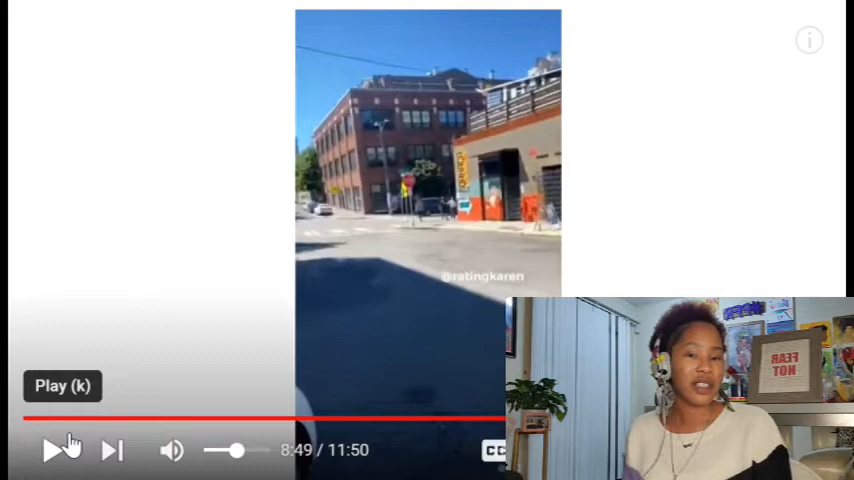 @ratingkaren
Play (k)
8:49 / 11:50
CC
FEAR
NOT